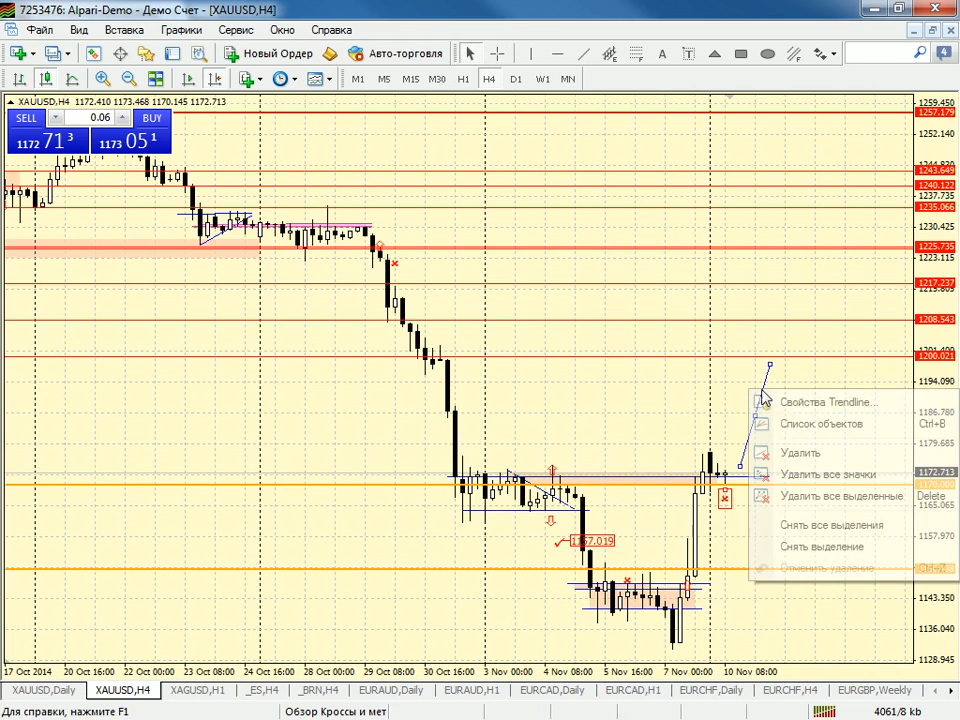 7253476: Alpari-Demo - Демо Счет - [XAUUSD,H4]
Файл Вид Вставка Графики Сервис Окно Справка
Новый Ордер Авто-торговля A T 4
M1 M5 M15 M30 H1 H4 D1 W1 MN
XAUUSD,H4 1172.410 1173.468 1170.145 1172.713
SELL 0.06 BUY
1172 71 3 1173 05 1
1259.450
1257.179
1252.140
1243.649
1240.122
1237.735
1235.066
1230.425
1225.735
1223.115
1217.237
1208.543
1200.021
1194.090
1186.780
1179.685
1172.713
1170.000
1165.065
1157.970
1143.350
1136.040
1128.945
1157.019
Свойства Trendline...
Список объектов Ctrl+B
Удалить
Удалить все значки
Удалить все выделенные Delete
Снять все выделения
Снять выделение
Отменить удаление Ctrl+Z
17 Oct 2014 20 Oct 16:00 22 Oct 00:00 23 Oct 08:00 24 Oct 16:00 28 Oct 00:00 29 Oct 08:00 30 Oct 16:00 3 Nov 00:00 4 Nov 08:00 5 Nov 16:00 7 Nov 00:00 10 Nov 08:00
XAUUSD,Daily XAUUSD,H4 XAGUSD,H1 _ES,H4 _BRN,H4 EURAUD,Daily EURAUD,H1 EURCAD,Daily EURCAD,H1 EURCHF,Daily EURCHF,H4 EURGBP,Weekly
Для справки, нажмите F1 Обзор Кроссы и мет 4061/8 kb